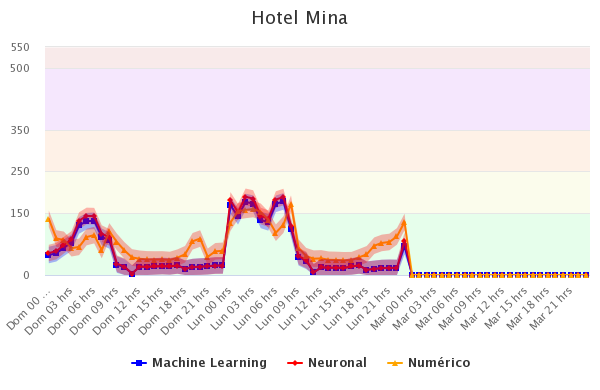 Hotel Mina
550
500
350
250
150
0
Dom 00 ...
Dom 03 hrs
Dom 06 hrs
Dom 09 hrs
Dom 12 hrs
Dom 15 hrs
Dom 18 hrs
Dom 21 hrs
Lun 00 hrs
Lun 03 hrs
Lun 06 hrs
Lun 09 hrs
Lun 12 hrs
Lun 15 hrs
Lun 18 hrs
Lun 21 hrs
Mar 00 hrs
Mar 03 hrs
Mar 06 hrs
Mar 09 hrs
Mar 12 hrs
Mar 15 hrs
Mar 18 hrs
Mar 21 hrs
Machine Learning Neuronal Numérico